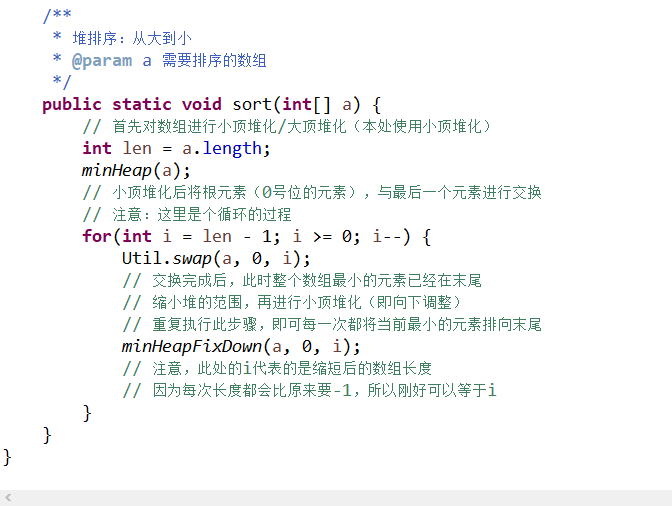 /**
 * 堆排序：从大到小
 * @param a 需要排序的数组
 */
public static void sort(int[] a) {
// 首先对数组进行小顶堆化/大顶堆化（本处使用小顶堆化）
int len = a.length;
minHeap(a);
// 小顶堆化后将根元素（0号位的元素），与最后一个元素进行交换
// 注意：这里是个循环的过程
for(int i = len - 1; i >= 0; i--) {
Util.swap(a, 0, i);
// 交换完成后，此时整个数组最小的元素已经在末尾
// 缩小堆的范围，再进行小顶堆化（即向下调整）
// 重复执行此步骤，即可每一次都将当前最小的元素排向末尾
minHeapFixDown(a, 0, i);
// 注意，此处的i代表的是缩短后的数组长度
// 因为每次长度都会比原来要-1，所以刚好可以等于i
}
}
}